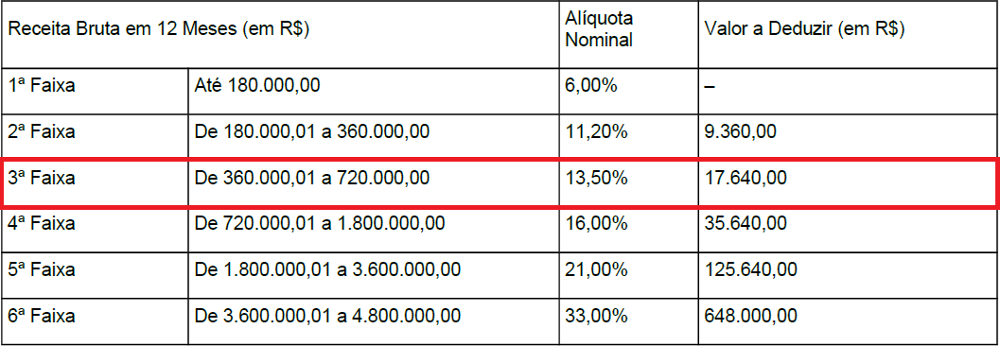 Receita Bruta em 12 Meses (em R$) Alíquota Nominal Valor a Deduzir (em R$)
1ª Faixa Até 180.000,00 6,00% –
2ª Faixa De 180.000,01 a 360.000,00 11,20% 9.360,00
3ª Faixa De 360.000,01 a 720.000,00 13,50% 17.640,00
4ª Faixa De 720.000,01 a 1.800.000,00 16,00% 35.640,00
5ª Faixa De 1.800.000,01 a 3.600.000,00 21,00% 125.640,00
6ª Faixa De 3.600.000,01 a 4.800.000,00 33,00% 648.000,00